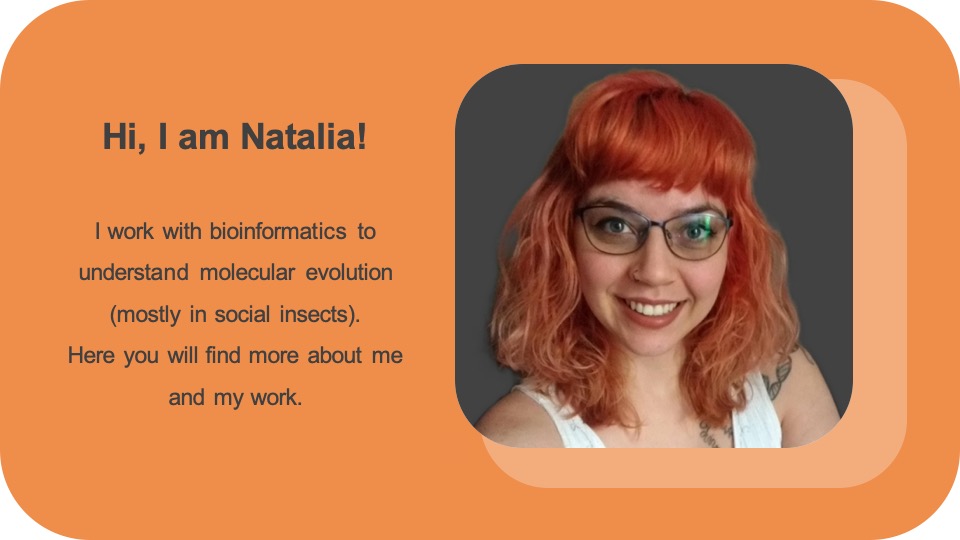 Hi, I am Natalia!
I work with bioinformatics to
understand molecular evolution
(mostly in social insects).
Here you will find more about me
and my work.